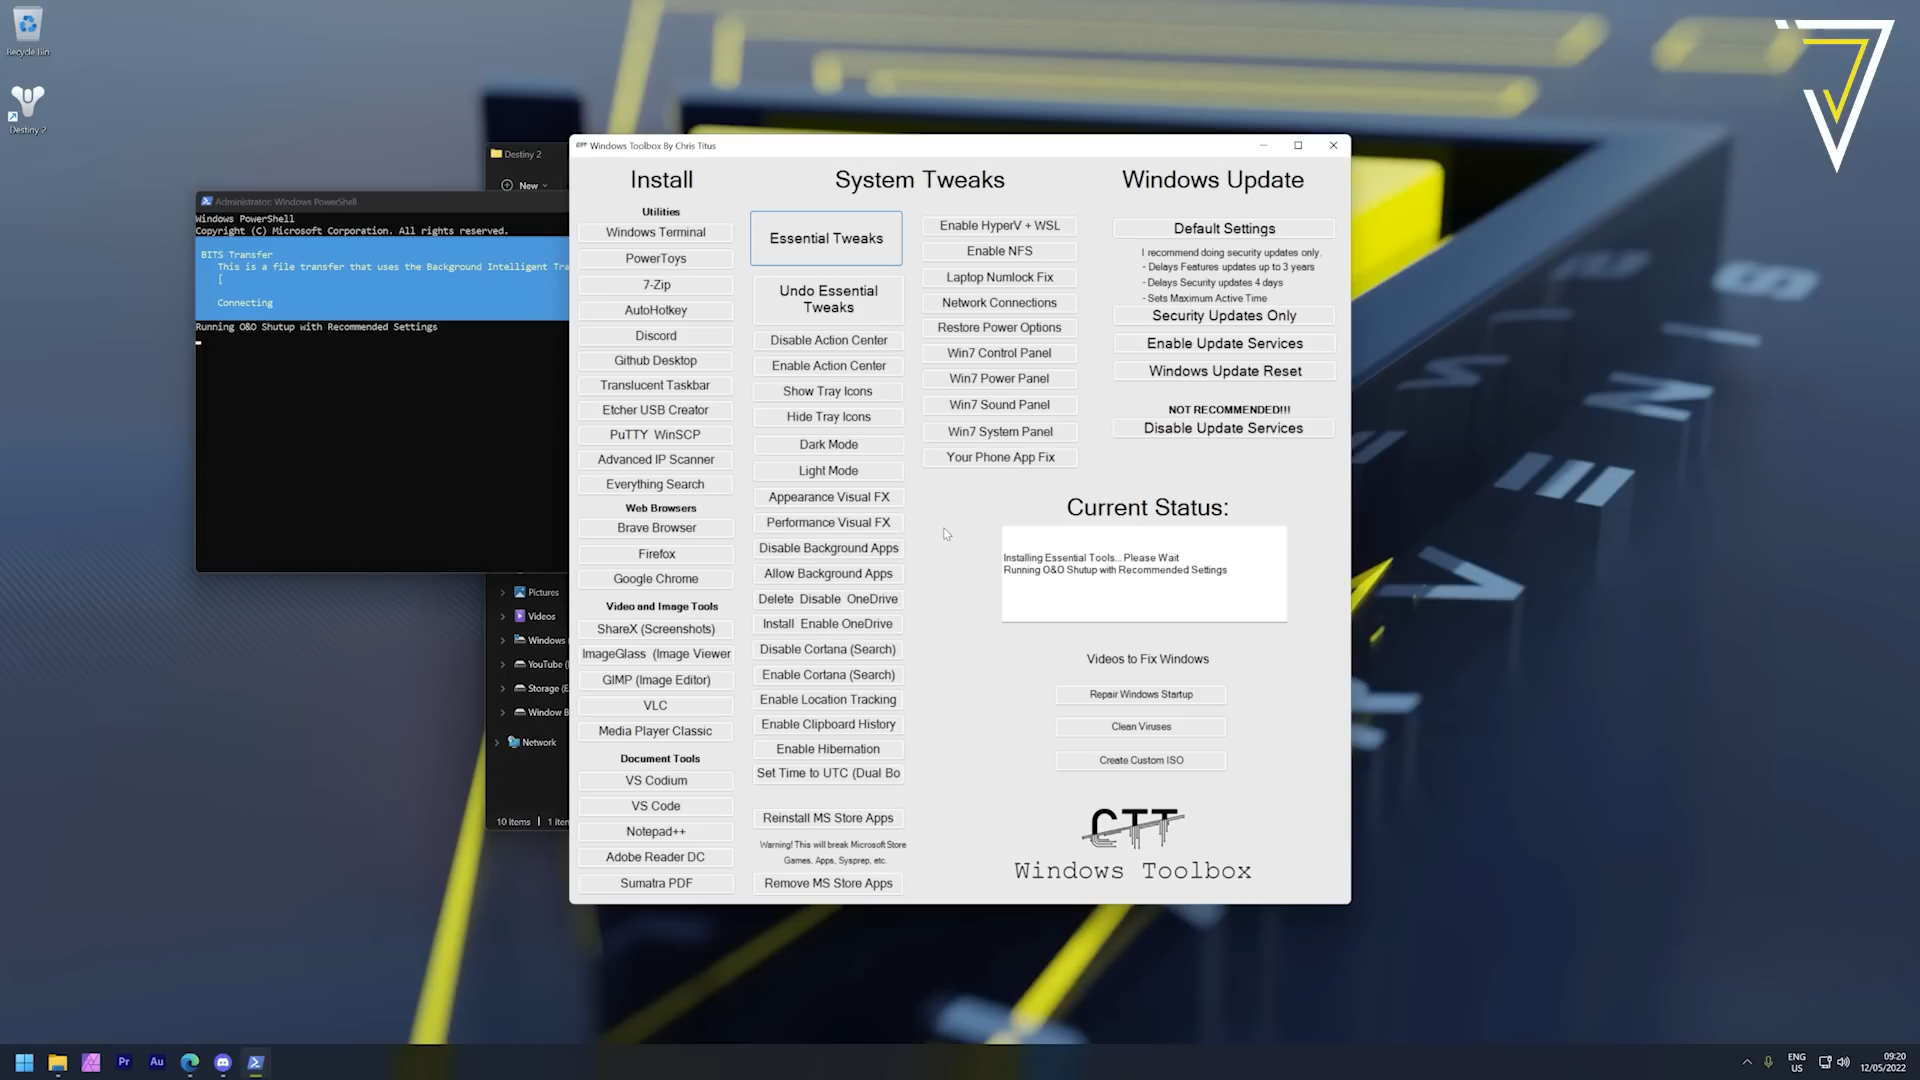 Recycle Bin
Destiny 2
Destiny 2
New
Administrator: Windows PowerShell
Windows PowerShell
Copyright (C) Microsoft Corporation. All rights reserved.
BITS Transfer
This is a file transfer that uses the Background Intelligent Tra
[
Connecting
Running O&O Shutup with Recommended Settings
Pictures
Videos
Windows
YouTube (
Storage (E
Window B
Network
10 items
1 iten
CTT Windows Toolbox By Chris Titus
Install
Utilities
Windows Terminal
PowerToys
7-Zip
AutoHotkey
Discord
Github Desktop
Translucent Taskbar
Etcher USB Creator
PuTTY WinSCP
Advanced IP Scanner
Everything Search
Web Browsers
Brave Browser
Firefox
Google Chrome
Video and Image Tools
ShareX (Screenshots)
ImageGlass (Image Viewer
GIMP (Image Editor)
VLC
Media Player Classic
Document Tools
VS Codium
VS Code
Notepad++
Adobe Reader DC
Sumatra PDF
System Tweaks
Essential Tweaks
Undo Essential
Tweaks
Disable Action Center
Enable Action Center
Show Tray Icons
Hide Tray Icons
Dark Mode
Light Mode
Appearance Visual FX
Performance Visual FX
Disable Background Apps
Allow Background Apps
Delete Disable OneDrive
Install Enable OneDrive
Disable Cortana (Search)
Enable Cortana (Search)
Enable Location Tracking
Enable Clipboard History
Enable Hibernation
Set Time to UTC (Dual Bo
Reinstall MS Store Apps
Warning! This will break Microsoft Store
Games, Apps, Sysprep, etc.
Remove MS Store Apps
Enable HyperV + WSL
Enable NFS
Laptop Numlock Fix
Network Connections
Restore Power Options
Win7 Control Panel
Win7 Power Panel
Win7 Sound Panel
Win7 System Panel
Your Phone App Fix
Windows Update
Default Settings
I recommend doing security updates only.
- Delays Features updates up to 3 years
- Delays Security updates 4 days
- Sets Maximum Active Time
Security Updates Only
Enable Update Services
Windows Update Reset
NOT RECOMMENDED!!!
Disable Update Services
Current Status:
Installing Essential Tools... Please Wait
Running O&O Shutup with Recommended Settings
Videos to Fix Windows
Repair Windows Startup
Clean Viruses
Create Custom ISO
CTT
Windows Toolbox
Pr
Au
ENG
US
09:20
12/05/2022